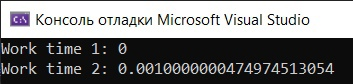 Консоль отладки Microsoft Visual Studio
Work time 1: 0
Work time 2: 0.0010000000474974513054